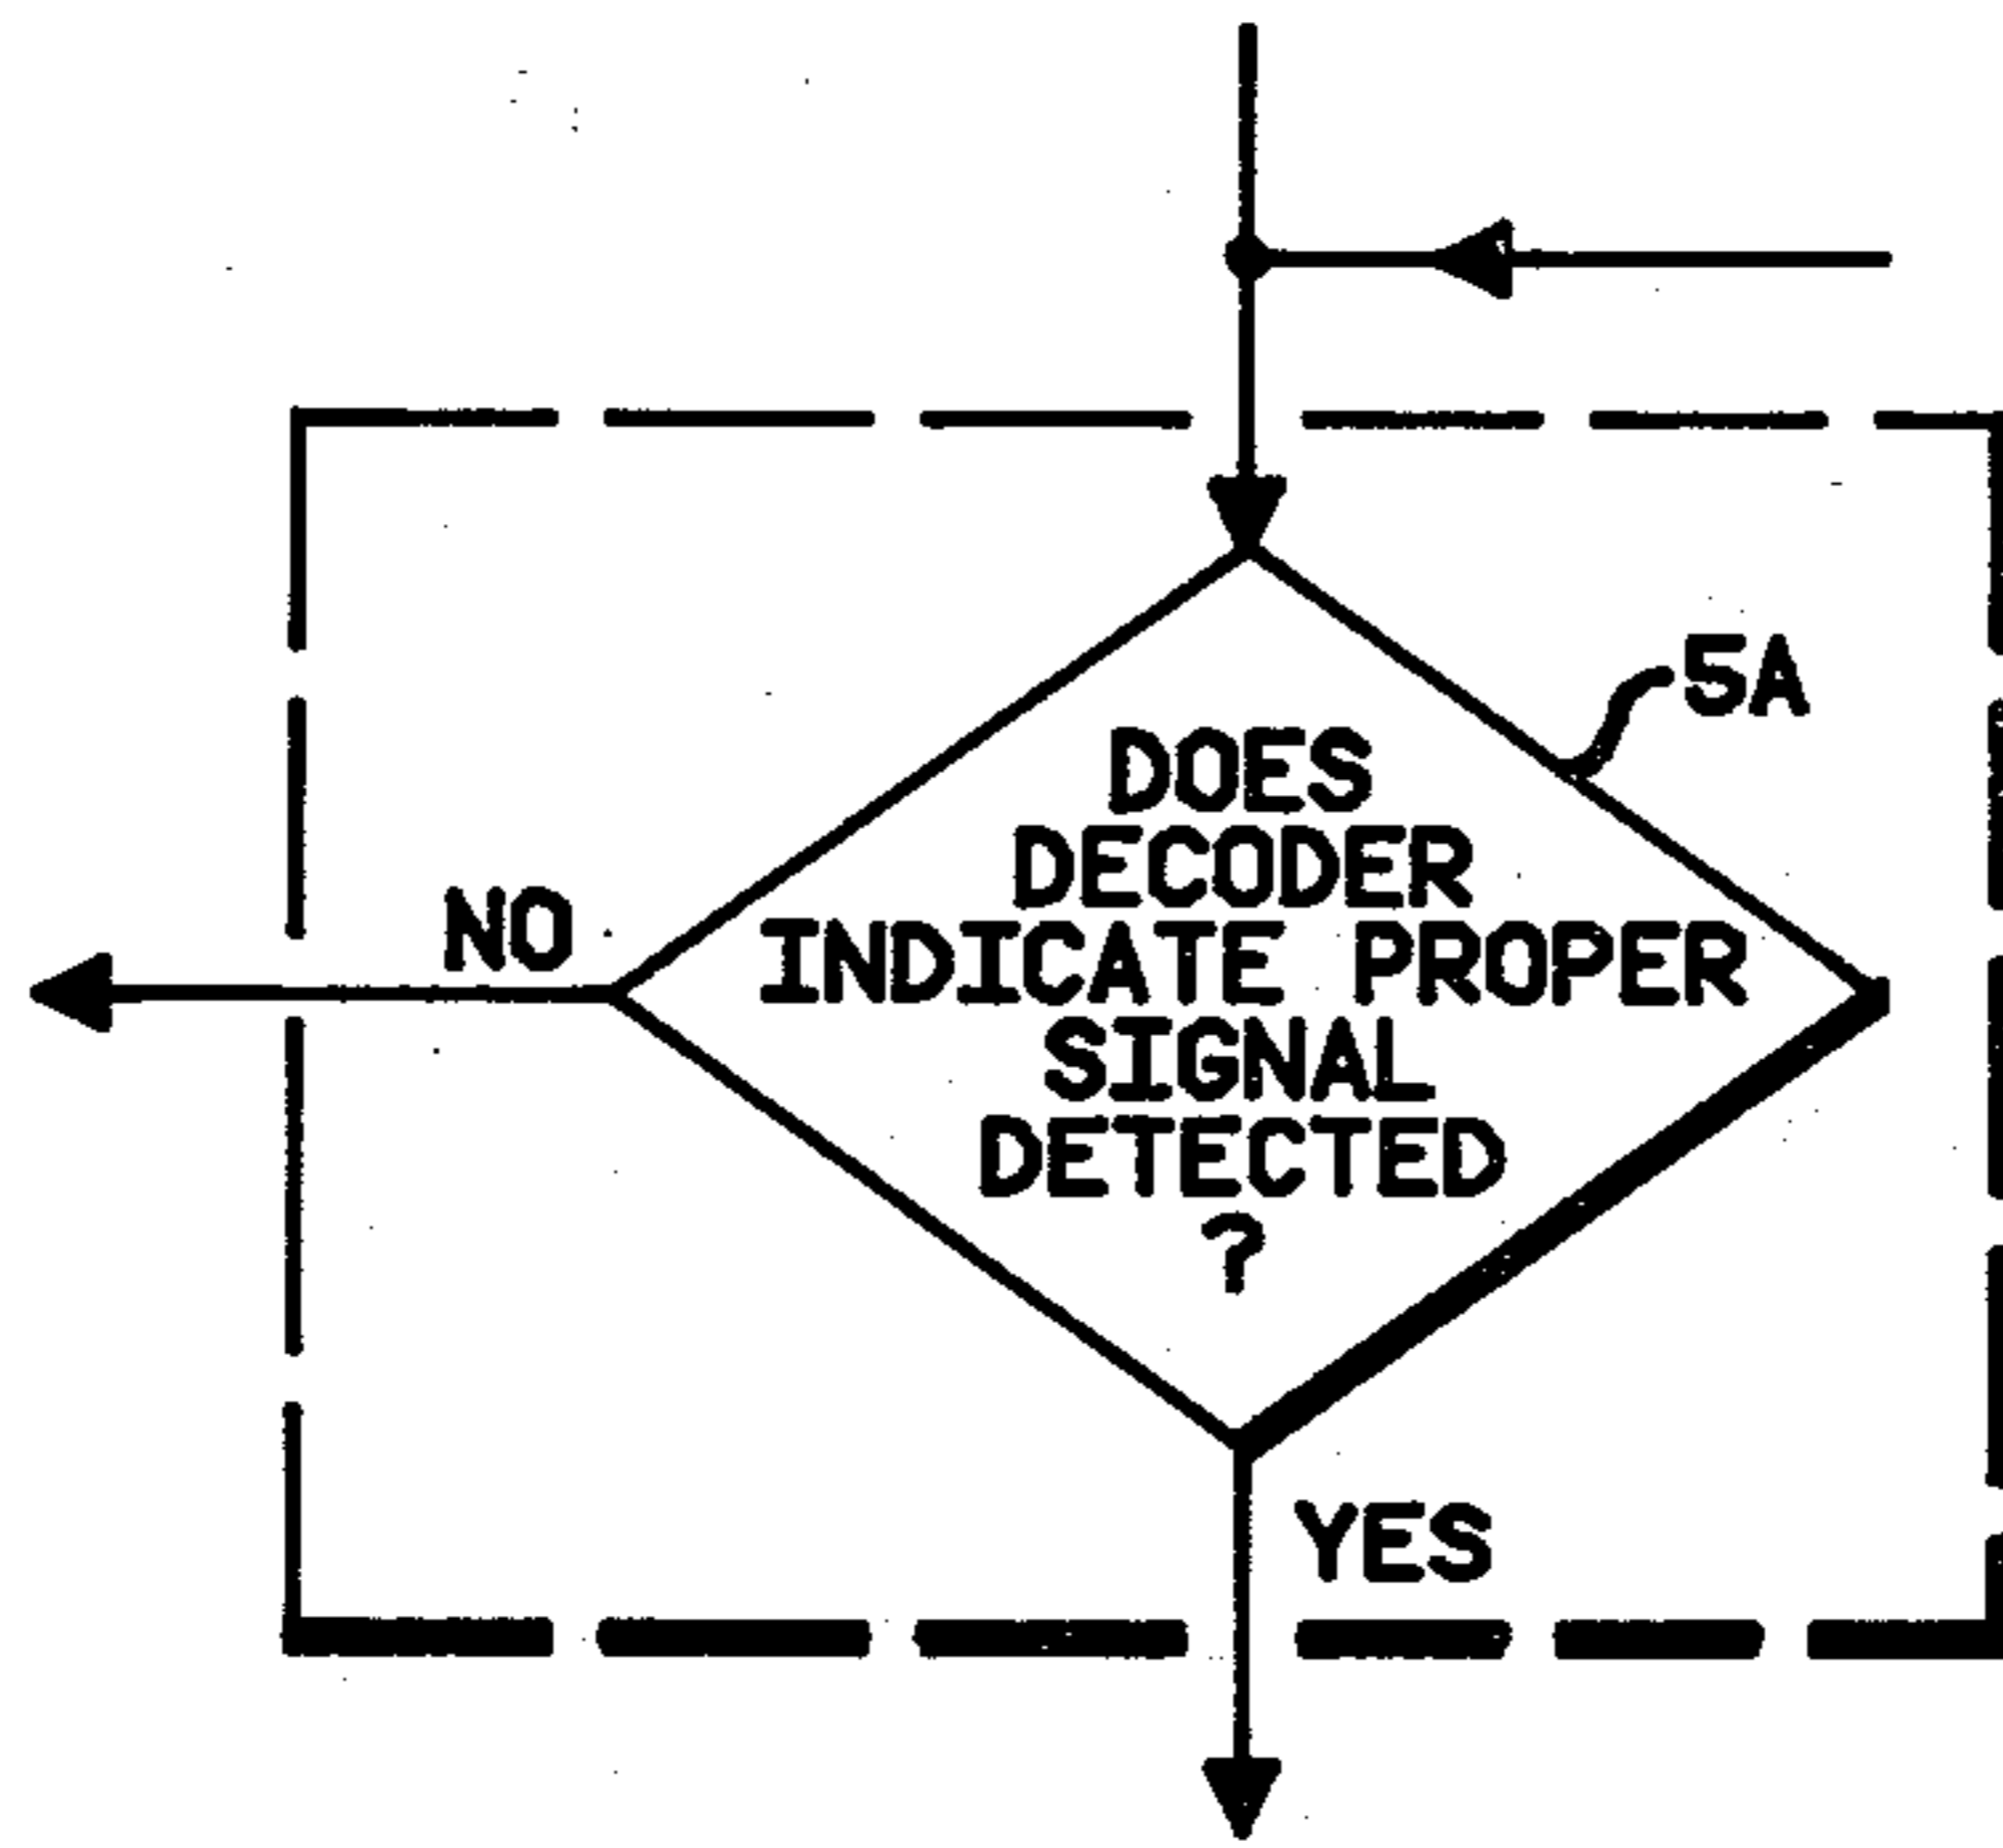 5A
DOES
DECODER
INDICATE PROPER
SIGNAL
DETECTED
?
NO
YES